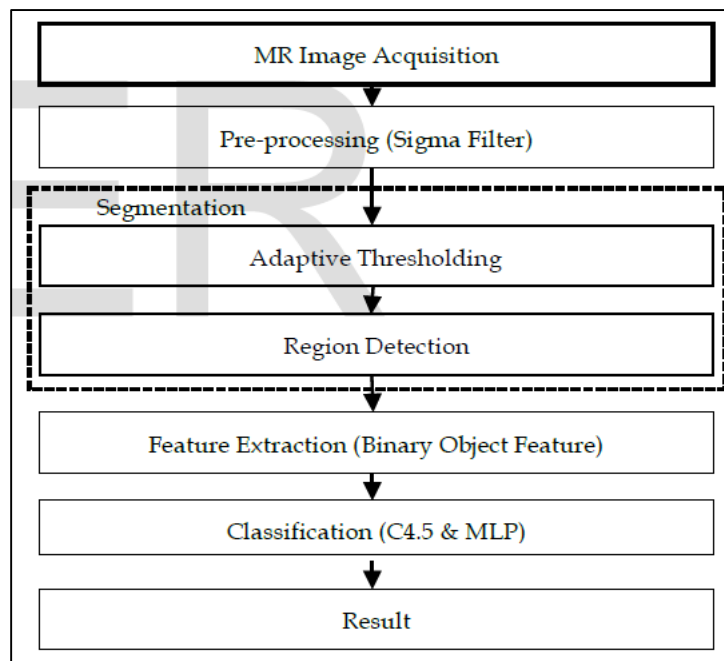 MR Image Acquisition
Pre-processing (Sigma Filter)
Segmentation
Adaptive Thresholding
Region Detection
Feature Extraction (Binary Object Feature)
Classification (C4.5 & MLP)
Result
ER